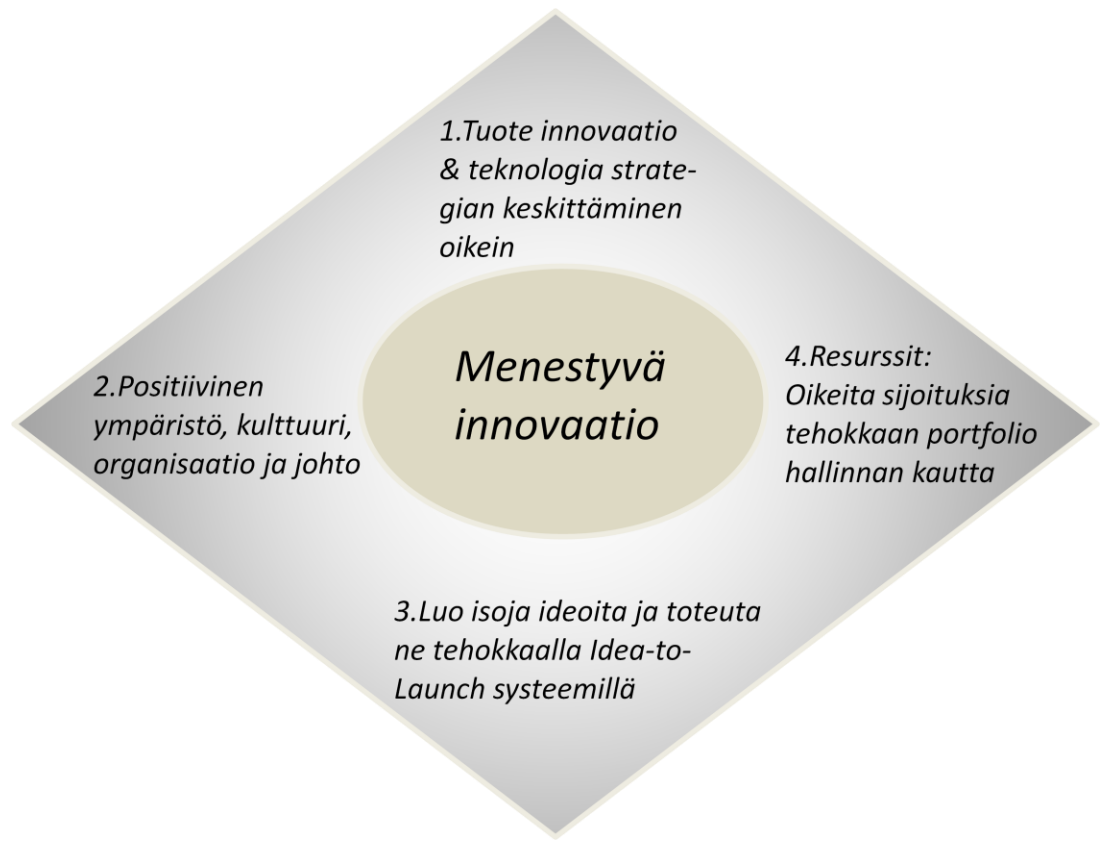 1.Tuote innovaatio
& teknologia strate-
gian keskittäminen
oikein
Menestyvä
innovaatio
2.Positiivinen
ympäristö, kulttuuri,
organisaatio ja johto
4.Resurssit:
Oikeita sijoituksia
tehokkaan portfolio
hallinnan kautta
3.Luo isoja ideoita ja toteuta
ne tehokkaalla Idea-to-
Launch systeemillä